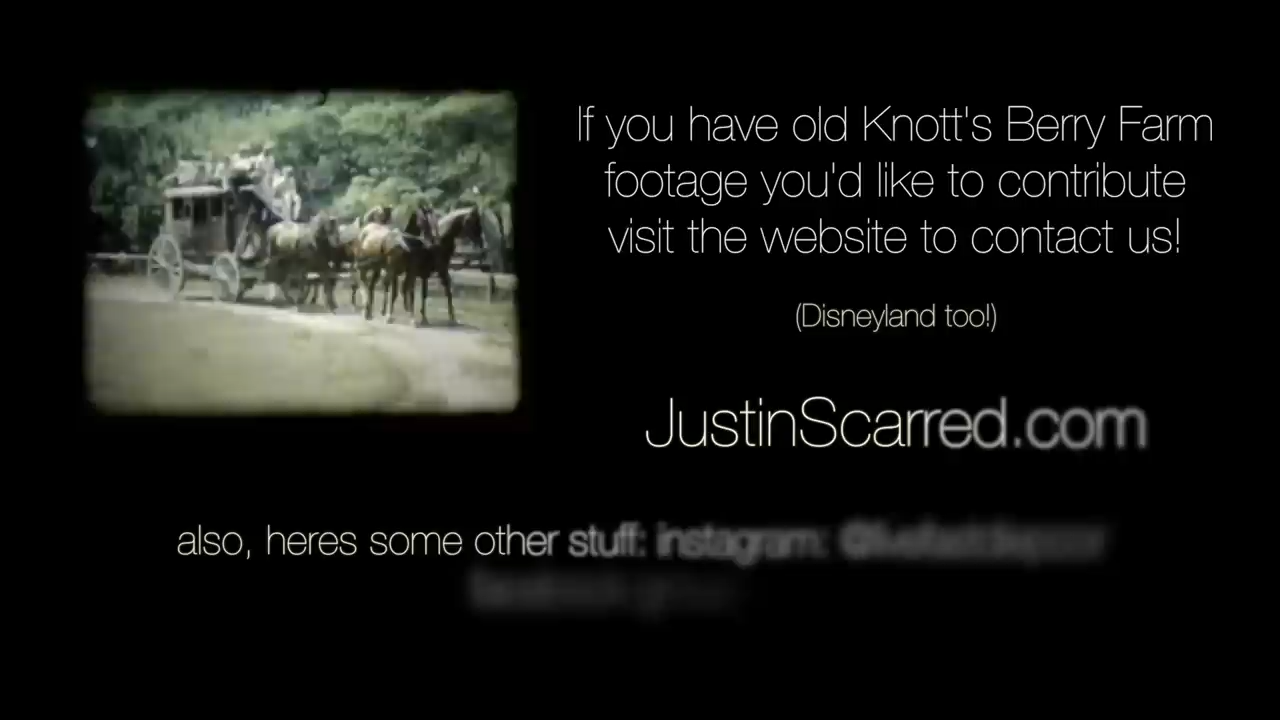 If you have old Knott's Berry Farm
footage you'd like to contribute
visit the website to contact us!
(Disneyland too!)
JustinScarred.com
also, heres some other stuff: instagram: